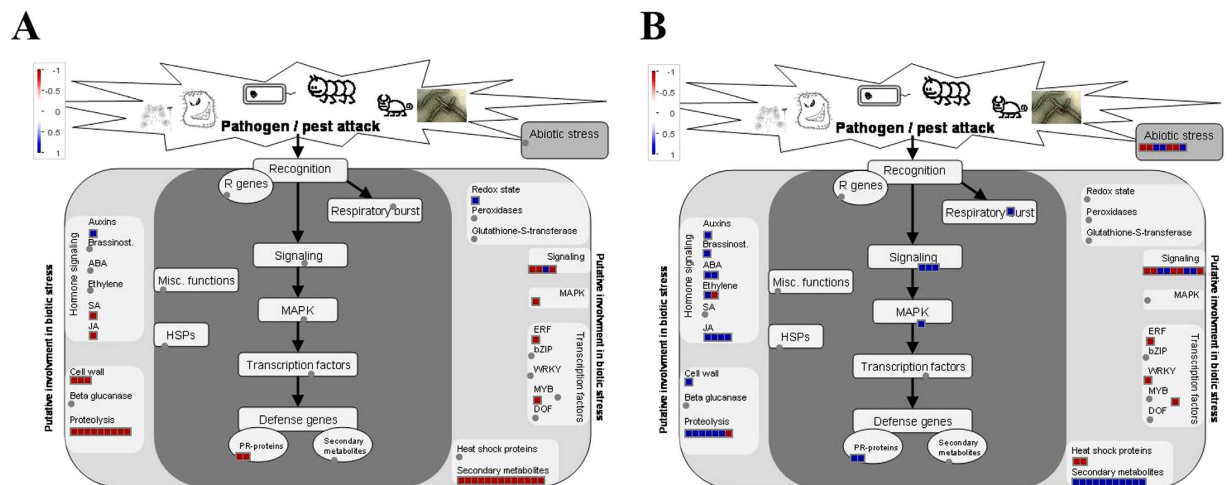 A
-1
-0.5
0
0.5
1
Pathogen / pest attack
Abiotic stress
Recognition
R genes
Respiratory burst
Redox state
Peroxidases
Glutathione-S-transferase
Putative involvment in biotic stress
Hormone signaling
Auxins
Brassinost.
ABA
Ethylene
SA
JA
Signaling
Misc. functions
MAPK
HSPs
Transcription factors
Defense genes
PR-proteins
Secondary
metabolites
Cell wall
Beta glucanase
Proteolysis
Signaling
MAPK
ERF
bZIP
WRKY
MYB
DOF
Transcription factors
Putative involvment in biotic stress
Heat shock proteins
Secondary metabolites
B
-1
-0.5
0
0.5
1
Pathogen / pest attack
Abiotic stress
Recognition
R genes
Respiratory burst
Redox state
Peroxidases
Glutathione-S-transferase
Putative involvment in biotic stress
Hormone signaling
Auxins
Brassinost.
ABA
Ethylene
SA
JA
Signaling
Misc. functions
MAPK
HSPs
Transcription factors
Defense genes
PR-proteins
Secondary
metabolites
Cell wall
Beta glucanase
Proteolysis
Signaling
MAPK
ERF
bZIP
WRKY
MYB
DOF
Transcription factors
Putative involvment in biotic stress
Heat shock proteins
Secondary metabolites